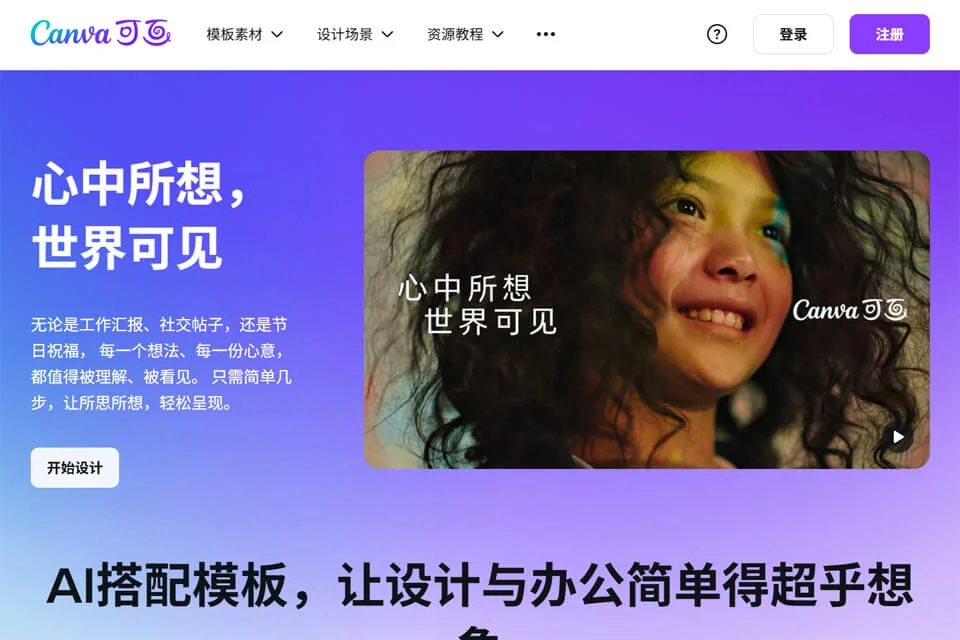 Canva可画
模板素材
设计场景
资源教程
•••
?
登录
注册
心中所想，
世界可见
无论是工作汇报、社交帖子，还是节
日祝福， 每一个想法、每一份心意，
都值得被理解、被看见。 只需简单几
步，让所思所想，轻松呈现。
开始设计
心中所想
世界可见
Canva可画
AI搭配模板，让设计与办公简单得超乎想